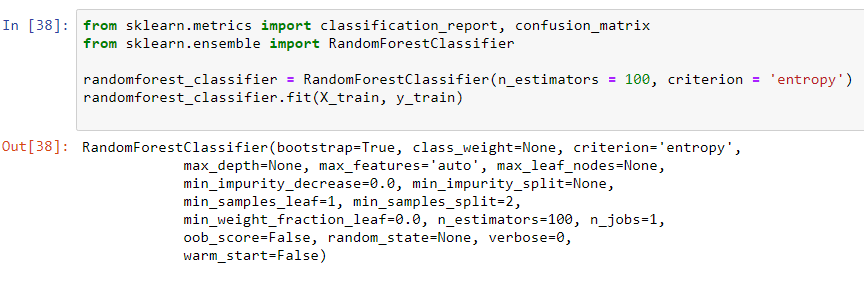 In [38]: from sklearn.metrics import classification_report, confusion_matrix
from sklearn.ensemble import RandomForestClassifier
randomforest_classifier = RandomForestClassifier(n_estimators = 100, criterion = 'entropy')
randomforest_classifier.fit(X_train, y_train)
Out[38]: RandomForestClassifier(bootstrap=True, class_weight=None, criterion='entropy',
max_depth=None, max_features='auto', max_leaf_nodes=None,
min_impurity_decrease=0.0, min_impurity_split=None,
min_samples_leaf=1, min_samples_split=2,
min_weight_fraction_leaf=0.0, n_estimators=100, n_jobs=1,
oob_score=False, random_state=None, verbose=0,
warm_start=False)